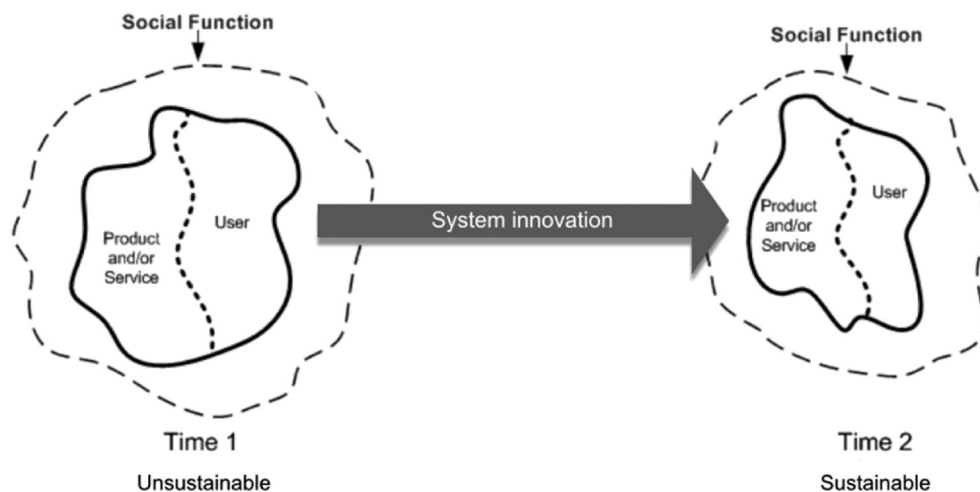 Social Function
Product
and/or
Service
User
System innovation
Social Function
Product
and/or
Service
User
Time 1
Unsustainable
Time 2
Sustainable